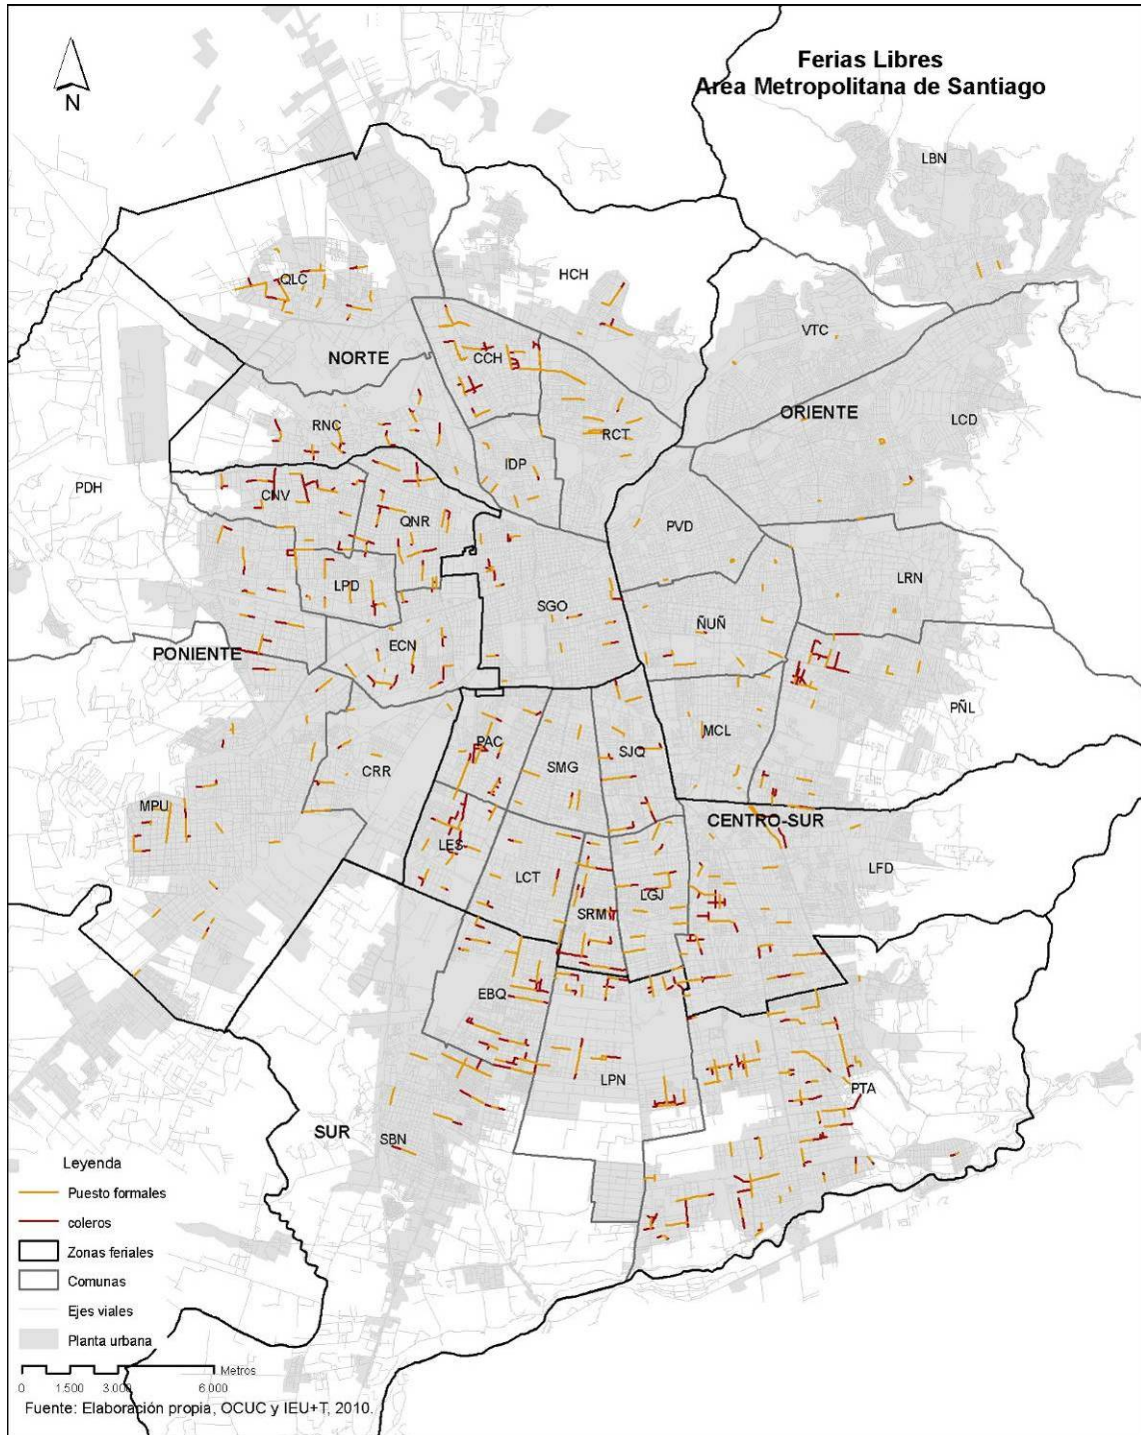 Ferias Libres
Area Metropolitana de Santiago
N
LBN
QLC
HCH
VTC
NORTE
CCH
ORIENTE
LCD
RNC
RCT
IDP
PDH
CNV
QNR
PVD
LRN
LPD
SGO
ÑUÑ
ECN
PONIENTE
PÑL
MCL
PAC
SJQ
SMG
CRR
MPU
CENTRO-SUR
LES
LCT
LFD
LGJ
SRM
EBQ
LPN
PTA
SUR
SBN
Leyenda
Puesto formales
coleros
Zonas feriales
Comunas
Ejes viales
Planta urbana
Metros
0 1.500 3.000 6.000
Fuente: Elaboración propia, OCUC y IEU+T, 2010.